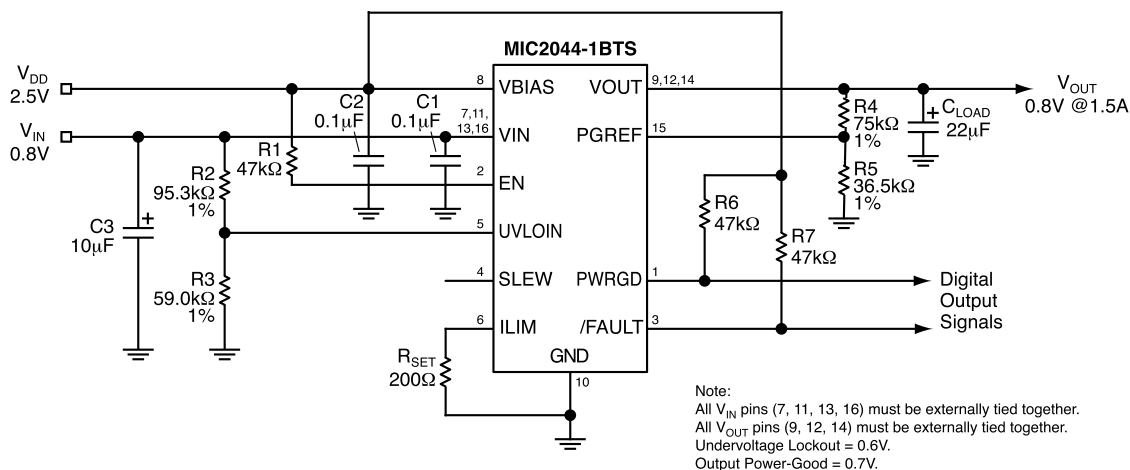 MIC2044-1BTS
VDD
2.5V
VIN
0.8V
C2
0.1µF
C1
0.1µF
R1
47kΩ
R2
95.3kΩ
1%
C3
+
10µF
R3
59.0kΩ
1%
8
7,11,
13,16
2
5
4
6
VBIAS
VIN
EN
UVLOIN
SLEW
ILIM
RSET
200Ω
VOUT
PGREF
PWRGD
/FAULT
GND
10
9,12,14
15
1
3
R4
75kΩ
1%
R5
36.5kΩ
1%
+
CLOAD
22µF
VOUT
0.8V @1.5A
R6
47kΩ
R7
47kΩ
Digital
Output
Signals
Note:
All VIN pins (7, 11, 13, 16) must be externally tied together.
All VOUT pins (9, 12, 14) must be externally tied together.
Undervoltage Lockout = 0.6V.
Output Power-Good = 0.7V.